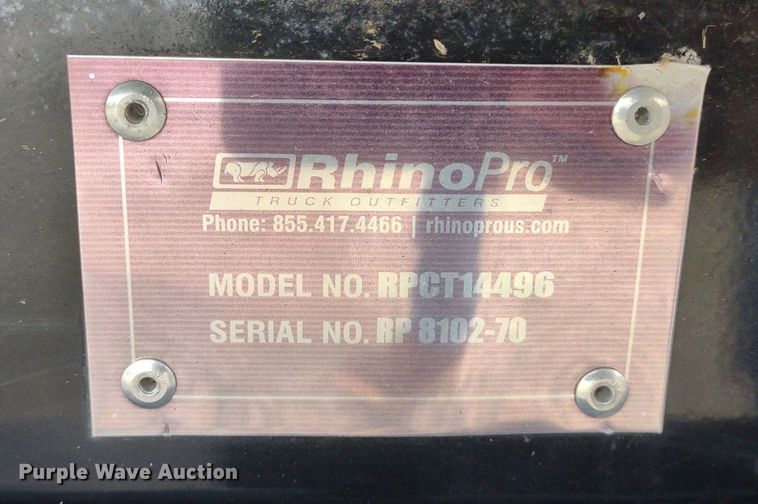 RhinoPro™
TRUCK OUTFITTERS
Phone: 855.417.4466 | rhinoprous.com
MODEL NO. RPCT14496
SERIAL NO. RP 8102-70
Purple Wave Auction